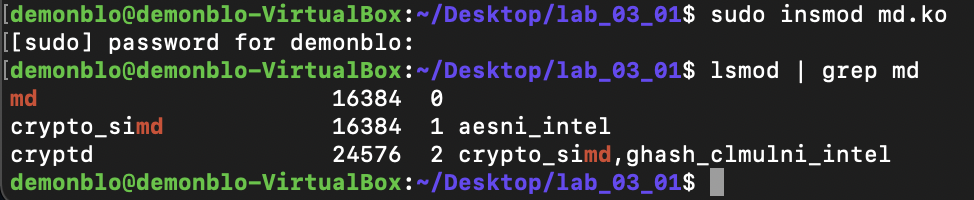 demonblo@demonblo-VirtualBox:~/Desktop/lab_03_01$ sudo insmod md.ko
[[sudo] password for demonblo:
[demonblo@demonblo-VirtualBox:~/Desktop/lab_03_01$ lsmod | grep md
md                    16384  0
crypto_simd           16384  1 aesni_intel
cryptd                24576  2 crypto_simd,ghash_clmulni_intel
demonblo@demonblo-VirtualBox:~/Desktop/lab_03_01$